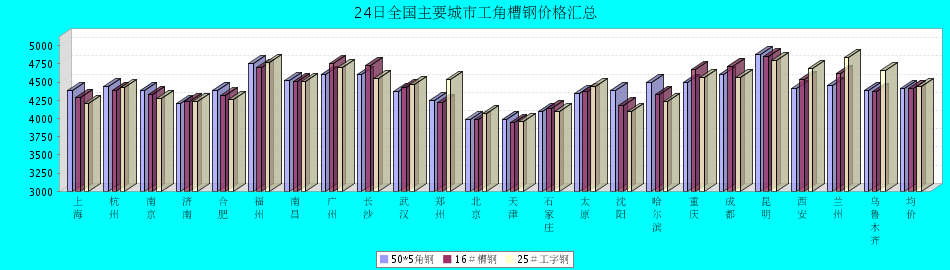 24日全国主要城市工角槽钢价格汇总
5000
4750
4500
4250
4000
3750
3500
3250
3000
上海
杭州
南京
济南
合肥
福州
南昌
广州
长沙
武汉
郑州
北京
天津
石家庄
太原
沈阳
哈尔滨
重庆
成都
昆明
西安
兰州
乌鲁木齐
均价
50*5角钢
16#槽钢
25#工字钢